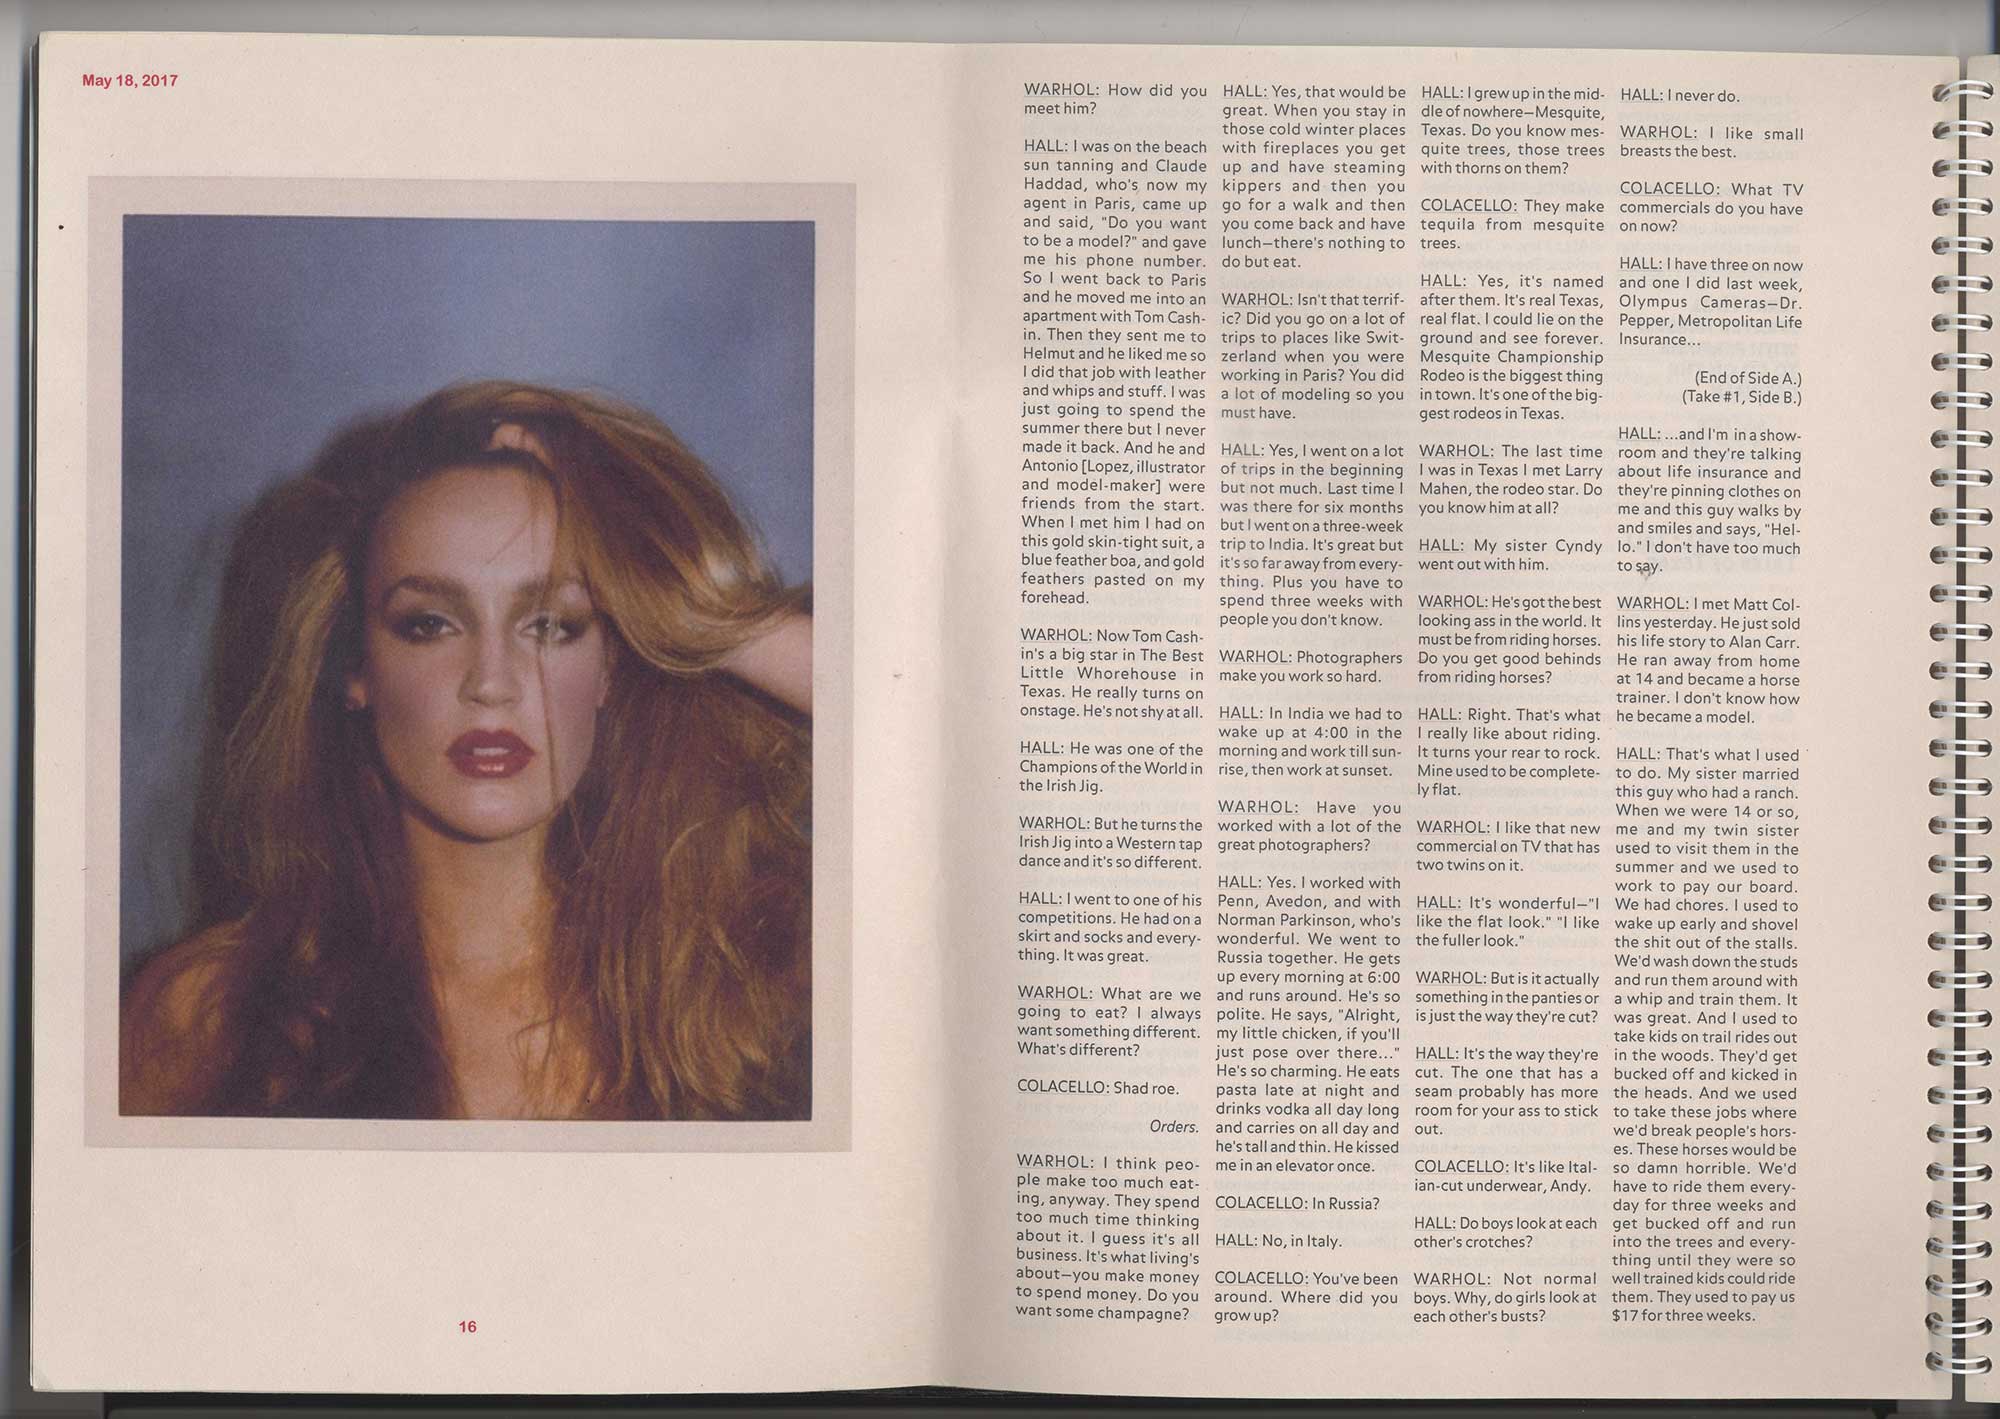 May 18, 2017
16
WARHOL: How did you
meet him?
HALL: I was on the beach
sun tanning and Claude
Haddad, who's now my
agent in Paris, came up
and said, "Do you want
to be a model?" and gave
me his phone number.
So I went back to Paris
and he moved me into an
apartment with Tom Cash-
in. Then they sent me to
Helmut and he liked me so
I did that job with leather
and whips and stuff. I was
just going to spend the
summer there but I never
made it back. And he and
Antonio [Lopez, illustrator
and model-maker] were
friends from the start.
When I met him I had on
this gold skin-tight suit, a
blue feather boa, and gold
feathers pasted on my
forehead.
WARHOL: Now Tom Cash-
in's a big star in The Best
Little Whorehouse in
Texas. He really turns on
onstage. He's not shy at all.
HALL: He was one of the
Champions of the World in
the Irish Jig.
WARHOL: But he turns the
Irish Jig into a Western tap
dance and it's so different.
HALL: I went to one of his
competitions. He had on a
skirt and socks and every-
thing. It was great.
WARHOL: What are we
going to eat? I always
want something different.
What's different?
COLACELLO: Shad roe.
Orders.
WARHOL: I think peo-
ple make too much eat-
ing, anyway. They spend
too much time thinking
about it. I guess it's all
business. It's what living's
about—you make money
to spend money. Do you
want some champagne?
HALL: Yes, that would be
great. When you stay in
those cold winter places
with fireplaces you get
up and have steaming
kippers and then you
go for a walk and then
you come back and have
lunch—there's nothing to
do but eat.
WARHOL: Isn't that terrif-
ic? Did you go on a lot of
trips to places like Swit-
zerland when you were
working in Paris? You did
a lot of modeling so you
must have.
HALL: Yes, I went on a lot
of trips in the beginning
but not much. Last time I
was there for six months
but I went on a three-week
trip to India. It's great but
it's so far away from every-
thing. Plus you have to
spend three weeks with
people you don't know.
WARHOL: Photographers
make you work so hard.
HALL: In India we had to
wake up at 4:00 in the
morning and work till sun-
rise, then work at sunset.
WARHOL: Have you
worked with a lot of the
great photographers?
HALL: Yes. I worked with
Penn, Avedon, and with
Norman Parkinson, who's
wonderful. We went to
Russia together. He gets
up every morning at 6:00
and runs around. He's so
polite. He says, "Alright,
my little chicken, if you'll
just pose over there..."
He's so charming. He eats
pasta late at night and
drinks vodka all day long
and carries on all day and
he's tall and thin. He kissed
me in an elevator once.
COLACELLO: In Russia?
HALL: No, in Italy.
COLACELLO: You've been
around. Where did you
grow up?
HALL: I grew up in the mid-
dle of nowhere—Mesquite,
Texas. Do you know mes-
quite trees, those trees
with thorns on them?
COLACELLO: They make
tequila from mesquite
trees.
HALL: Yes, it's named
after them. It's real Texas,
real flat. I could lie on the
ground and see forever.
Mesquite Championship
Rodeo is the biggest thing
in town. It's one of the big-
gest rodeos in Texas.
WARHOL: The last time
I was in Texas I met Larry
Mahen, the rodeo star. Do
you know him at all?
HALL: My sister Cyndy
went out with him.
WARHOL: He's got the best
looking ass in the world. It
must be from riding horses.
Do you get good behinds
from riding horses?
HALL: Right. That's what
I really like about riding.
It turns your rear to rock.
Mine used to be complete-
ly flat.
WARHOL: I like that new
commercial on TV that has
two twins on it.
HALL: It's wonderful—"I
like the flat look." "I like
the fuller look."
WARHOL: But is it actually
something in the panties or
is just the way they're cut?
HALL: It's the way they're
cut. The one that has a
seam probably has more
room for your ass to stick
out.
COLACELLO: It's like Ital-
ian-cut underwear, Andy.
HALL: Do boys look at each
other's crotches?
WARHOL: Not normal
boys. Why, do girls look at
each other's busts?
HALL: I never do.
WARHOL: I like small
breasts the best.
COLACELLO: What TV
commercials do you have
on now?
HALL: I have three on now
and one I did last week,
Olympus Cameras—Dr.
Pepper, Metropolitan Life
Insurance...
(End of Side A.)
(Take #1, Side B.)
HALL: ...and I'm in a show-
room and they're talking
about life insurance and
they're pinning clothes on
me and this guy walks by
and smiles and says, "Hel-
lo." I don't have too much
to say.
WARHOL: I met Matt Col-
lins yesterday. He just sold
his life story to Alan Carr.
He ran away from home
at 14 and became a horse
trainer. I don't know how
he became a model.
HALL: That's what I used
to do. My sister married
this guy who had a ranch.
When we were 14 or so,
me and my twin sister
used to visit them in the
summer and we used to
work to pay our board.
We had chores. I used to
wake up early and shovel
the shit out of the stalls.
We'd wash down the studs
and run them around with
a whip and train them. It
was great. And I used to
take kids on trail rides out
in the woods. They'd get
bucked off and kicked in
the heads. And we used
to take these jobs where
we'd break people's hors-
es. These horses would be
so damn horrible. We'd
have to ride them every-
day for three weeks and
get bucked off and run
into the trees and every-
thing until they were so
well trained kids could ride
them. They used to pay us
$17 for three weeks.